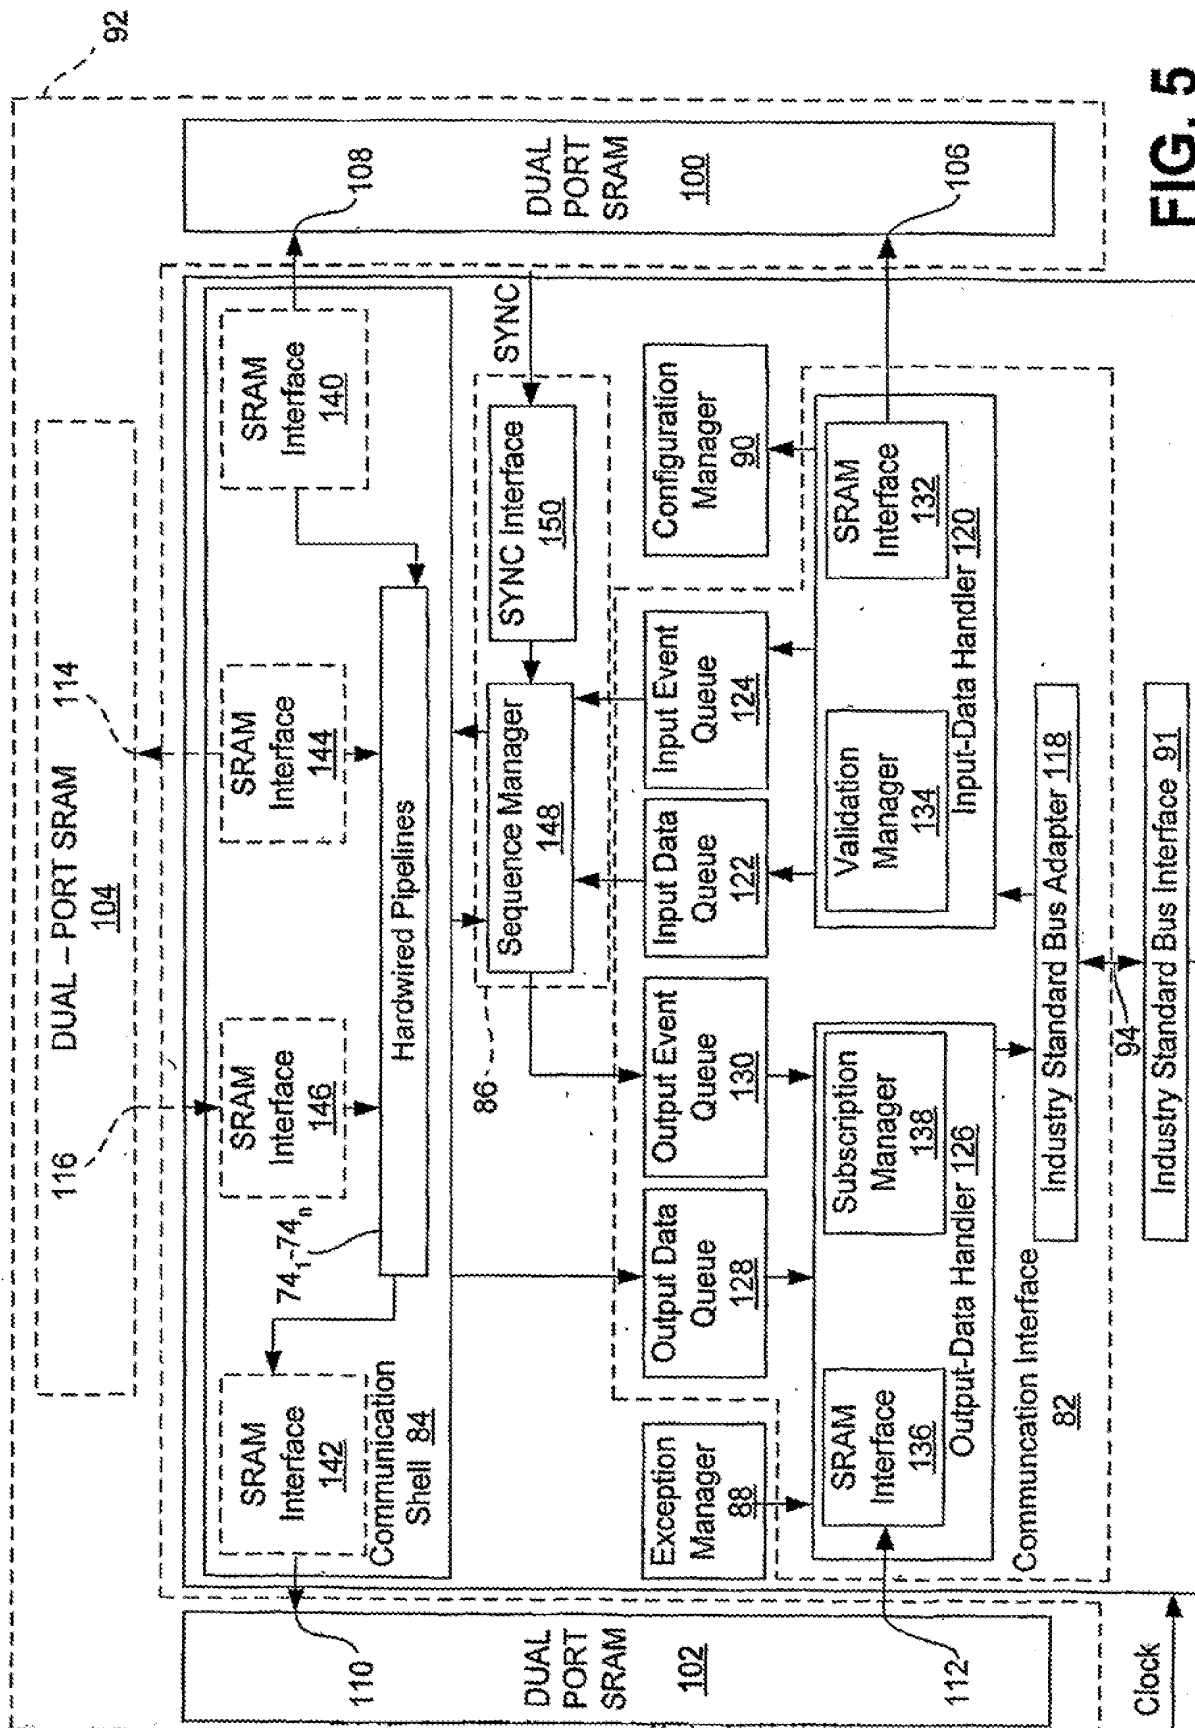 92
DUAL – PORT SRAM
104
116
114
SRAM
Interface
142
SRAM
Interface
146
SRAM
Interface
144
SRAM
Interface
140
74₁-74ₙ
Hardwired Pipelines
Communication
Shell 84
110
108
DUAL
PORT
SRAM
102
DUAL
PORT
SRAM
100
86
Sequence Manager
148
SYNC Interface
150
SYNC
Exception
Manager
88
Output Data
Queue
128
Output Event
Queue
130
Input Data
Queue
122
Input Event
Queue
124
Configuration
Manager
90
SRAM
Interface
136
Subscription
Manager
138
Output-Data Handler 126
Validation
Manager
134
SRAM
Interface
132
Input-Data Handler 120
112
106
Communcation Interface
82
Industry Standard Bus Adapter 118
94
Industry Standard Bus Interface 91
Clock
FIG. 5